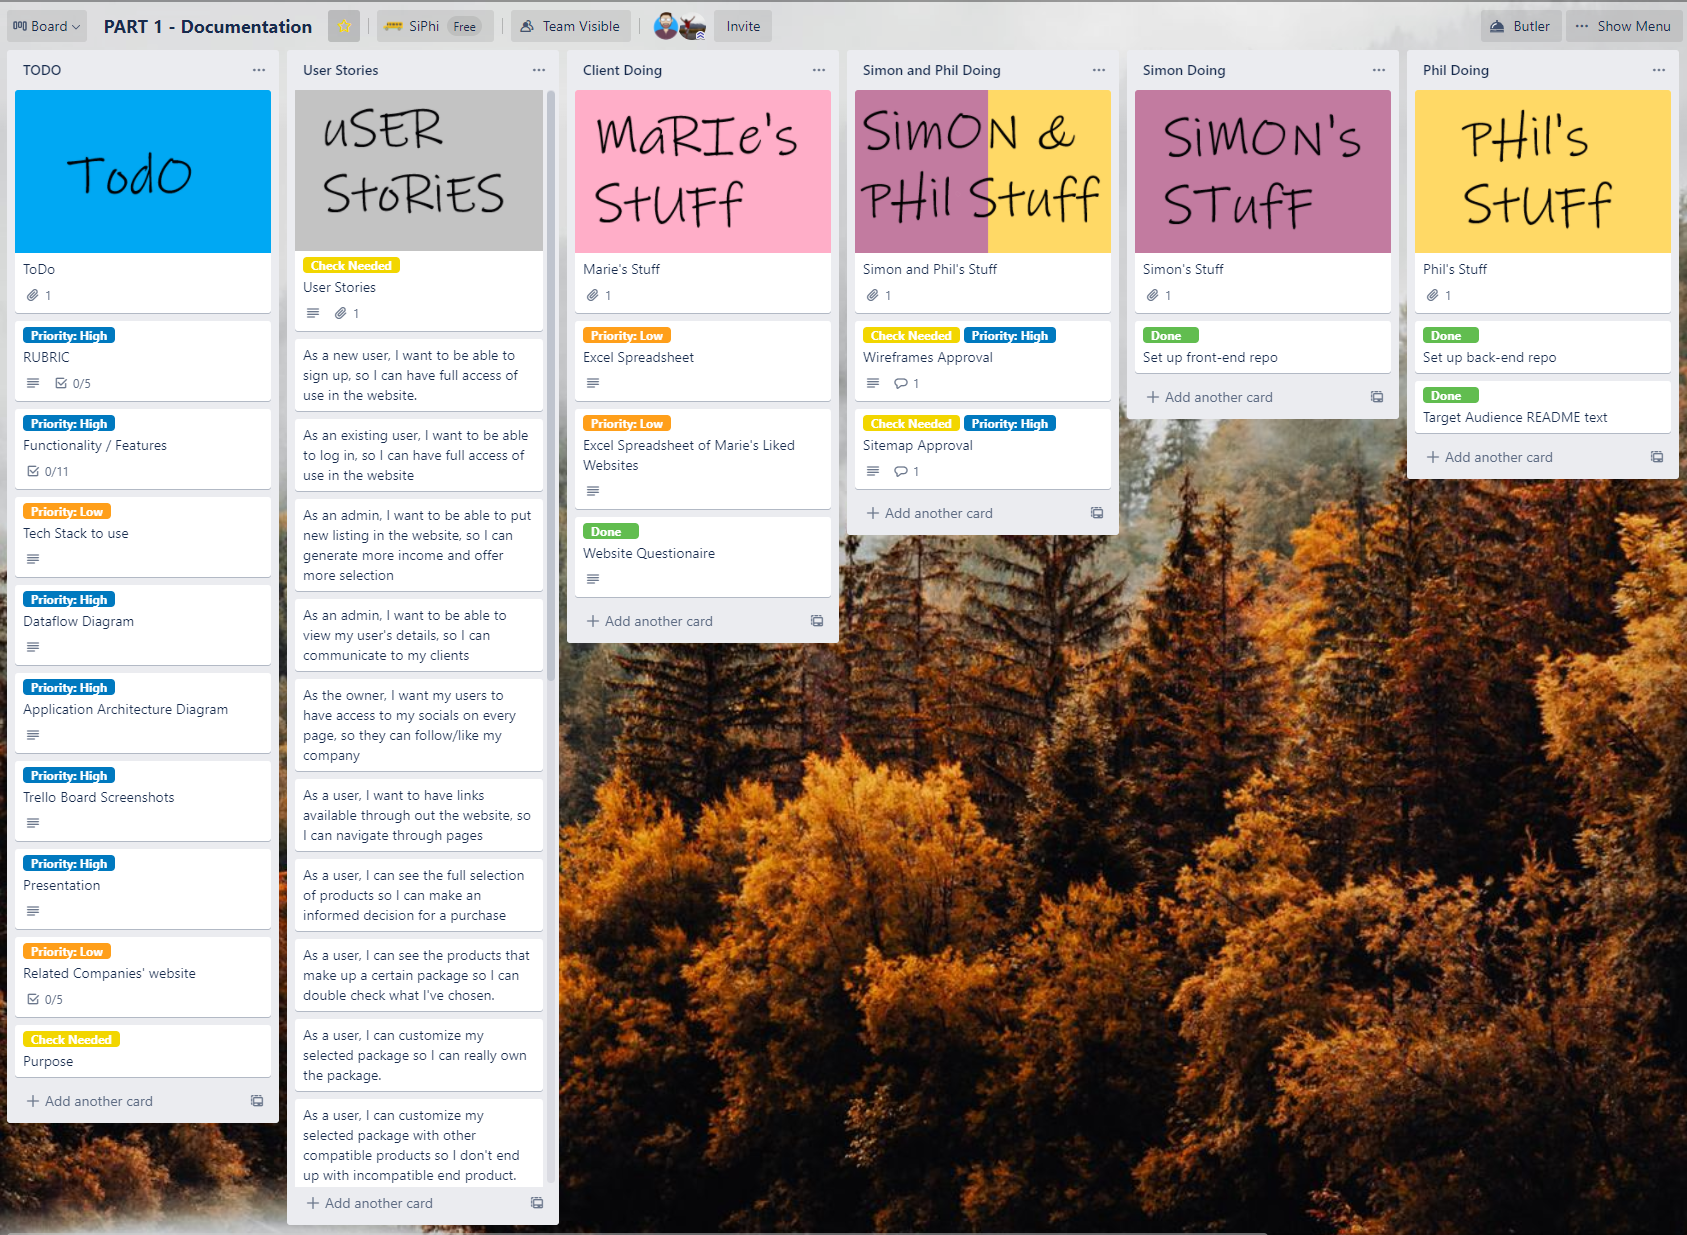 Board
PART 1 - Documentation
SiPhi Free
Team Visible
Invite
Butler
Show Menu
TODO
TodO
ToDo
1
Priority: High
RUBRIC
0/5
Priority: High
Functionality / Features
0/11
Priority: Low
Tech Stack to use
Priority: High
Dataflow Diagram
Priority: High
Application Architecture Diagram
Priority: High
Trello Board Screenshots
Priority: High
Presentation
Priority: Low
Related Companies' website
0/5
Check Needed
Purpose
Add another card
User Stories
uSER
StoRiES
Check Needed
User Stories
1
As a new user, I want to be able to
sign up, so I can have full access of
use in the website.
As an existing user, I want to be able
to log in, so I can have full access of
use in the website
As an admin, I want to be able to put
new listing in the website, so I can
generate more income and offer
more selection
As an admin, I want to be able to
view my user's details, so I can
communicate to my clients
As the owner, I want my users to
have access to my socials on every
page, so they can follow/like my
company
As a user, I want to have links
available through out the website, so
I can navigate through pages
As a user, I can see the full selection
of products so I can make an
informed decision for a purchase
As a user, I can see the products that
make up a certain package so I can
double check what I've chosen.
As a user, I can customize my
selected package so I can really own
the package.
As a user, I can customize my
selected package with other
compatible products so I don't end
up with incompatible end product.
Add another card
Client Doing
MaRIe's
StUFf
Marie's Stuff
1
Priority: Low
Excel Spreadsheet
Priority: Low
Excel Spreadsheet of Marie's Liked
Websites
Done
Website Questionaire
Add another card
Simon and Phil Doing
SimON &
PHil Stuff
Simon and Phil's Stuff
1
Check Needed Priority: High
Wireframes Approval
1
Check Needed Priority: High
Sitemap Approval
1
Add another card
Simon Doing
SiMON's
STufF
Simon's Stuff
1
Done
Set up front-end repo
Add another card
Phil Doing
PHil's
StUFf
Phil's Stuff
1
Done
Set up back-end repo
Done
Target Audience README text
Add another card